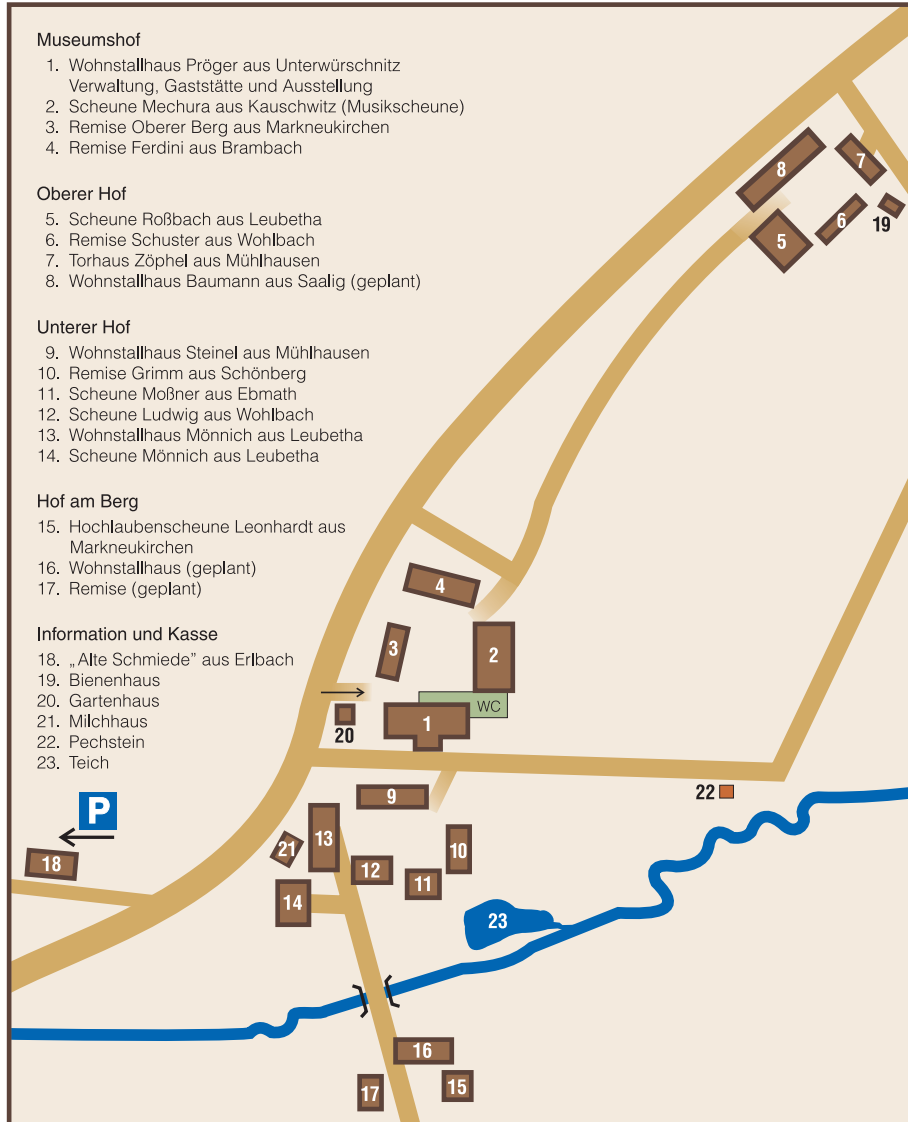 Museumshof
1. Wohnstallhaus Pröger aus Unterwürschnitz
Verwaltung, Gaststätte und Ausstellung
2. Scheune Mechura aus Kauschwitz (Musikscheune)
3. Remise Oberer Berg aus Markneukirchen
4. Remise Ferdini aus Brambach
Oberer Hof
5. Scheune Roßbach aus Leubetha
6. Remise Schuster aus Wohlbach
7. Torhaus Zöphel aus Mühlhausen
8. Wohnstallhaus Baumann aus Saalig (geplant)
Unterer Hof
9. Wohnstallhaus Steinel aus Mühlhausen
10. Remise Grimm aus Schönberg
11. Scheune Moßner aus Ebmath
12. Scheune Ludwig aus Wohlbach
13. Wohnstallhaus Mönnich aus Leubetha
14. Scheune Mönnich aus Leubetha
Hof am Berg
15. Hochlaubenscheune Leonhardt aus
Markneukirchen
16. Wohnstallhaus (geplant)
17. Remise (geplant)
Information und Kasse
18. „Alte Schmiede” aus Erlbach
19. Bienenhaus
20. Gartenhaus
21. Milchhaus
22. Pechstein
23. Teich
P
8
7
6
19
5
4
3
2
WC
1
20
22
9
13
21
10
12
11
18
14
23
16
17
15